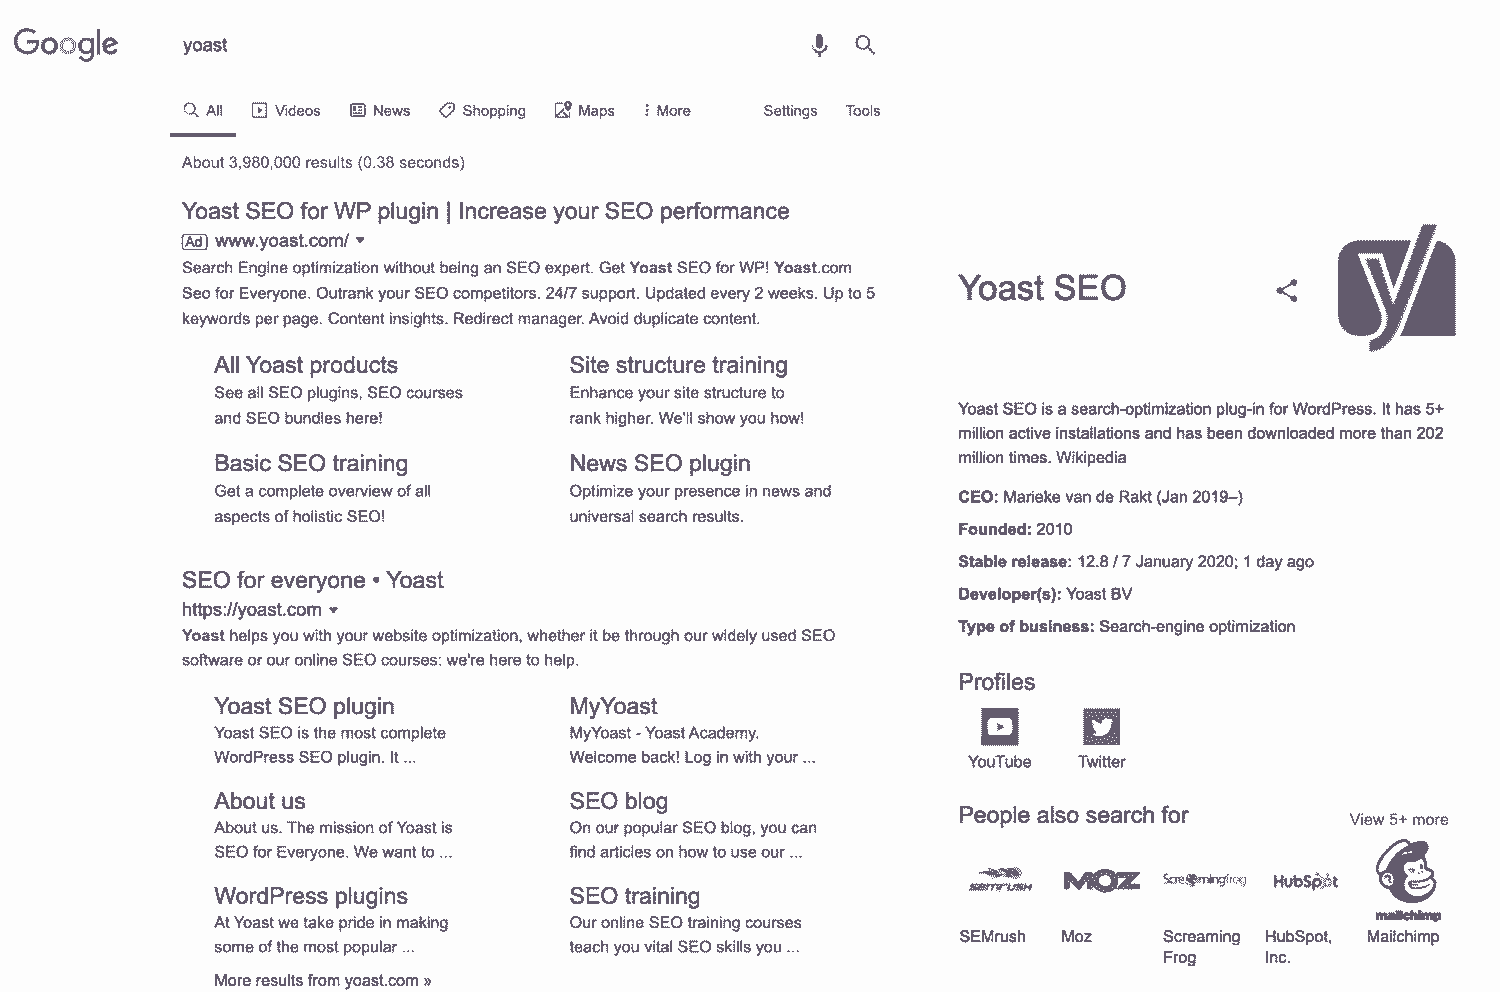 Google
yoast
All Videos News Shopping Maps More Settings Tools
About 3,980,000 results (0.38 seconds)
Yoast SEO for WP plugin | Increase your SEO performance
Ad www.yoast.com/
Search Engine optimization without being an SEO expert. Get Yoast SEO for WP! Yoast.com
Seo for Everyone. Outrank your SEO competitors. 24/7 support. Updated every 2 weeks. Up to 5
keywords per page. Content insights. Redirect manager. Avoid duplicate content.
All Yoast products
See all SEO plugins, SEO courses
and SEO bundles here!
Site structure training
Enhance your site structure to
rank higher. We'll show you how!
Basic SEO training
Get a complete overview of all
aspects of holistic SEO!
News SEO plugin
Optimize your presence in news and
universal search results.
SEO for everyone • Yoast
https://yoast.com
Yoast helps you with your website optimization, whether it be through our widely used SEO
software or our online SEO courses: we're here to help.
Yoast SEO plugin
Yoast SEO is the most complete
WordPress SEO plugin. It ...
MyYoast
MyYoast - Yoast Academy.
Welcome back! Log in with your ...
About us
About us. The mission of Yoast is
SEO for Everyone. We want to ...
SEO blog
On our popular SEO blog, you can
find articles on how to use our ...
WordPress plugins
At Yoast we take pride in making
some of the most popular ...
SEO training
Our online SEO training courses
teach you vital SEO skills you ...
More results from yoast.com »
Yoast SEO
y
Yoast SEO is a search-optimization plug-in for WordPress. It has 5+
million active installations and has been downloaded more than 202
million times. Wikipedia
CEO: Marieke van de Rakt (Jan 2019–)
Founded: 2010
Stable release: 12.8 / 7 January 2020; 1 day ago
Developer(s): Yoast BV
Type of business: Search-engine optimization
Profiles
YouTube
Twitter
People also search for
View 5+ more
semrush
MOZ
Screamingfrog
HubSpot
mailchimp
SEMrush
Moz
Screaming
Frog
HubSpot,
Inc.
Mailchimp